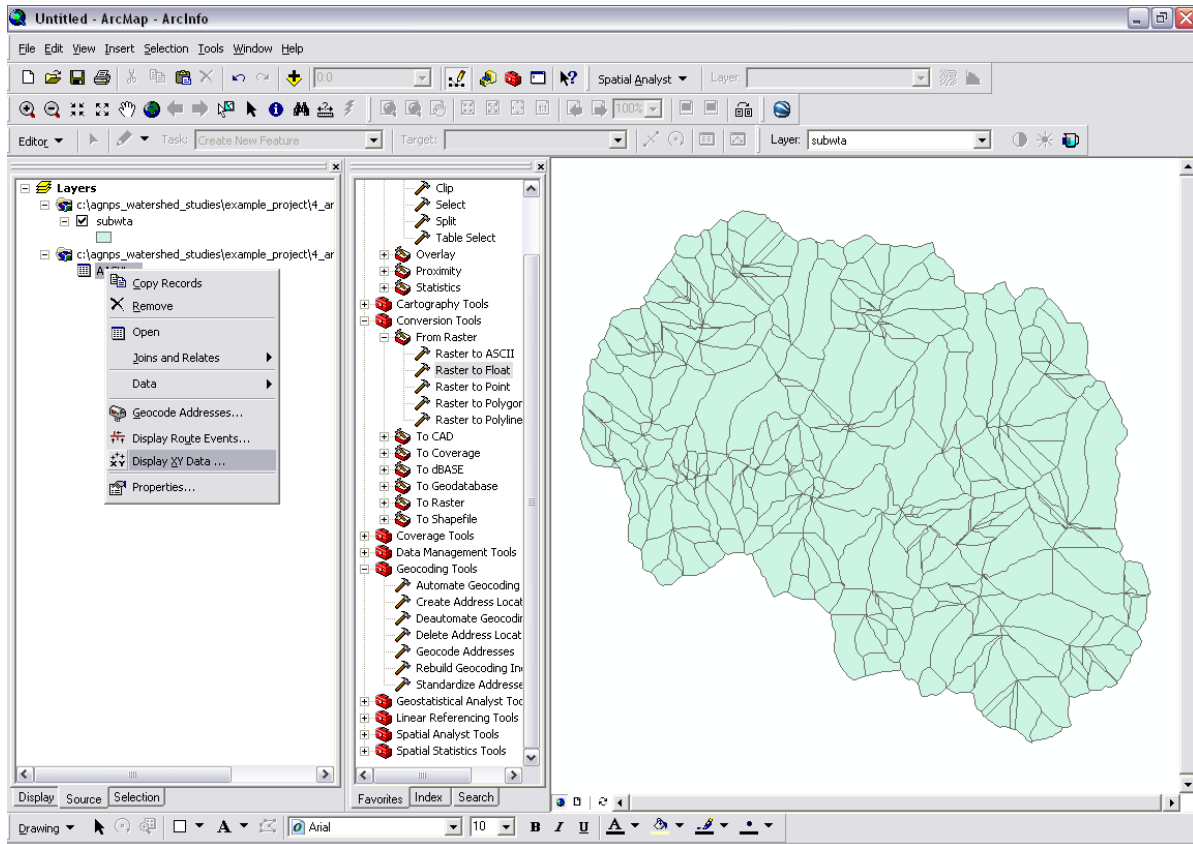 Untitled - ArcMap - ArcInfo
File Edit View Insert Selection Tools Window Help
0:0 Spatial Analyst Layer:
100%
Editor Task: Create New Feature Target: Layer: subwta
Layers
c:\agnps_watershed_studies\example_project\4_ar
subwta
c:\agnps_watershed_studies\example_project\4_ar
Copy Records
Remove
Open
Joins and Relates
Data
Geocode Addresses...
Display Route Events...
Display XY Data ...
Properties...
Display Source Selection
Clip
Select
Split
Table Select
Overlay
Proximity
Statistics
Cartography Tools
Conversion Tools
From Raster
Raster to ASCII
Raster to Float
Raster to Point
Raster to Polygor
Raster to Polyline
To CAD
To Coverage
To dBASE
To Geodatabase
To Raster
To Shapefile
Coverage Tools
Data Management Tools
Geocoding Tools
Automate Geocoding
Create Address Locat
Deautomate Geocodir
Delete Address Locat
Geocode Addresses
Rebuild Geocoding In
Standardize Addresse
Geostatistical Analyst Toc
Linear Referencing Tools
Spatial Analyst Tools
Spatial Statistics Tools
Favorites Index Search
Drawing A Arial 10 B I U A